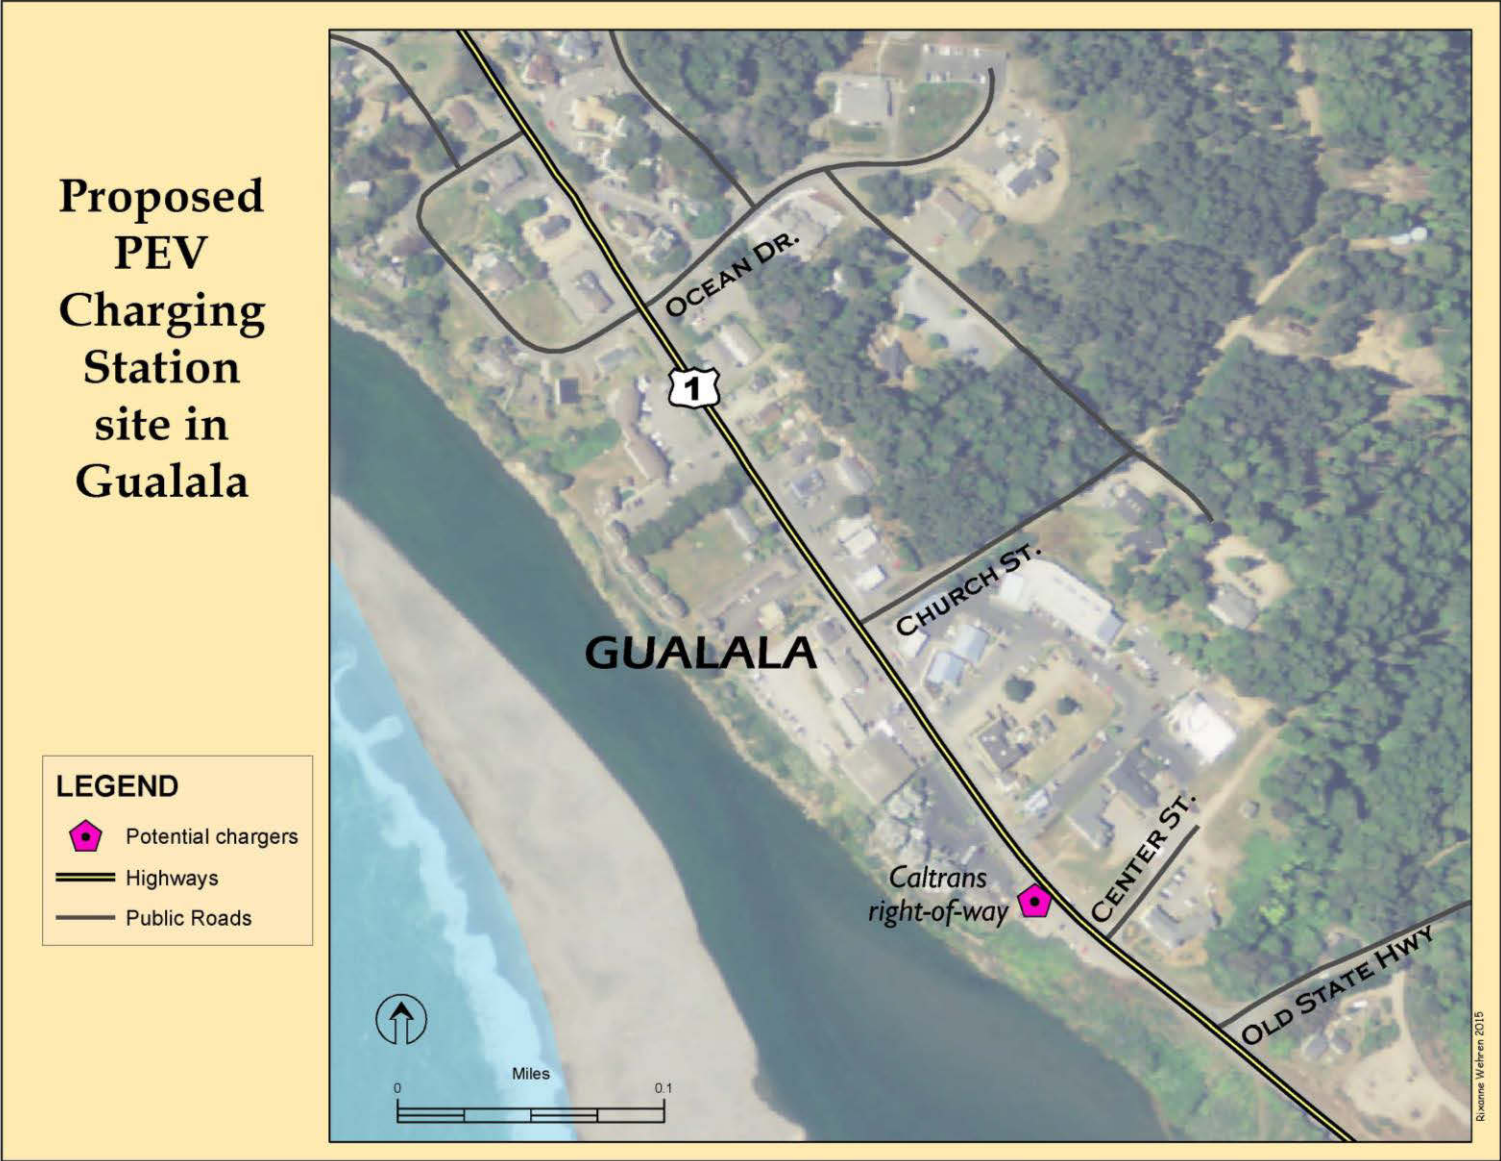 Proposed
PEV
Charging
Station
site in
Gualala
OCEAN DR.
1
CHURCH ST.
GUALALA
CENTER ST.
Caltrans
right-of-way
OLD STATE HWY
LEGEND
Potential chargers
Highways
Public Roads
Miles
0 0.1
Rixanne Wehren 2015